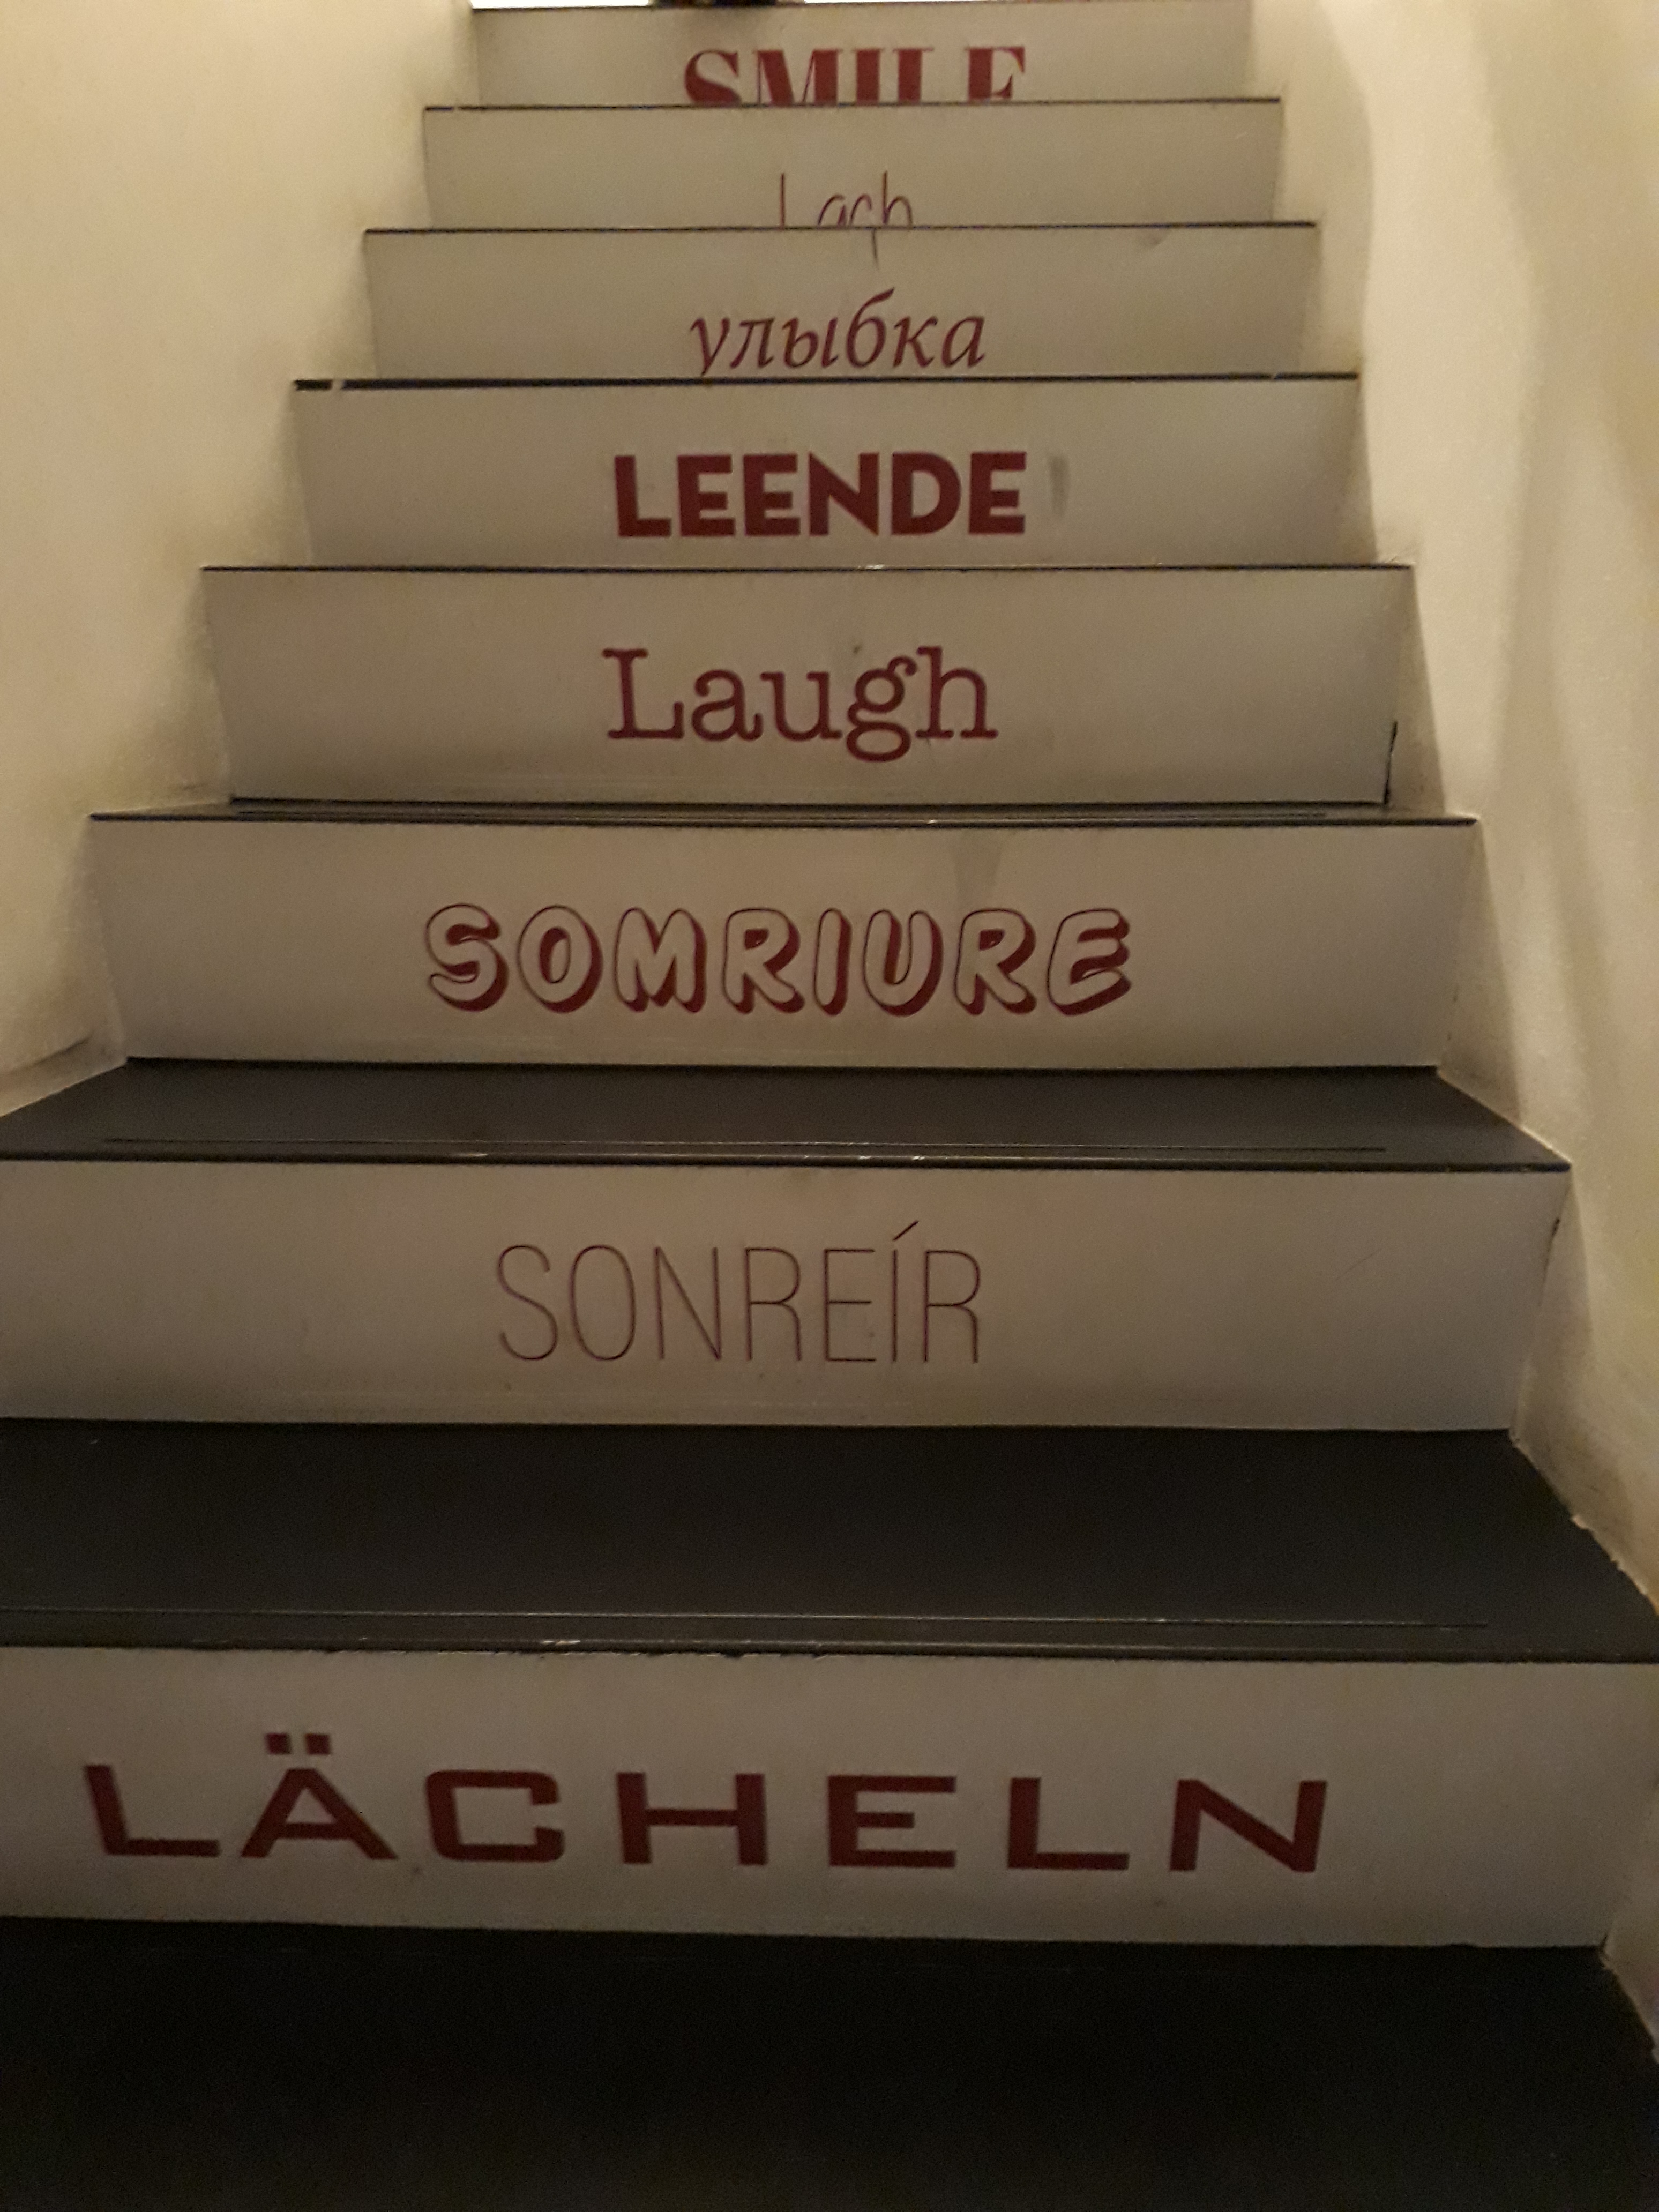 SMILE
Lach
улыбка
LEENDE
Laugh
SOMRIURE
SONREÍR
LÄCHELN